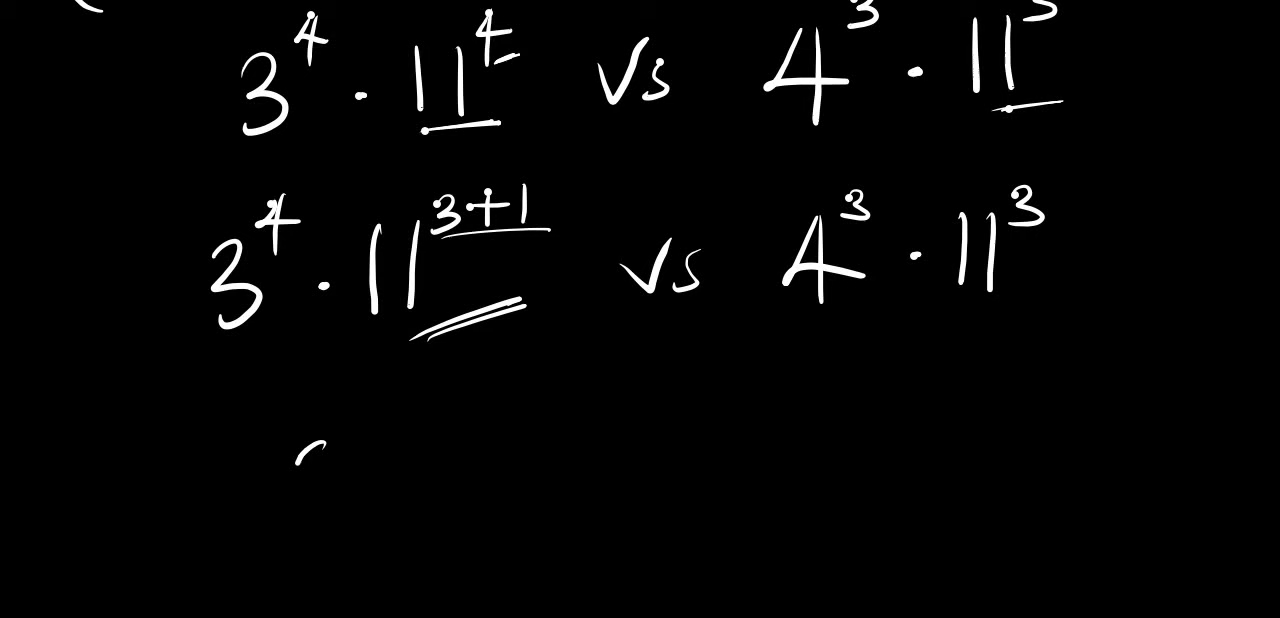 3⁴ · 11⁴ vs 4³ · 11³
3⁴ · 11³⁺¹ vs 4³ · 11³